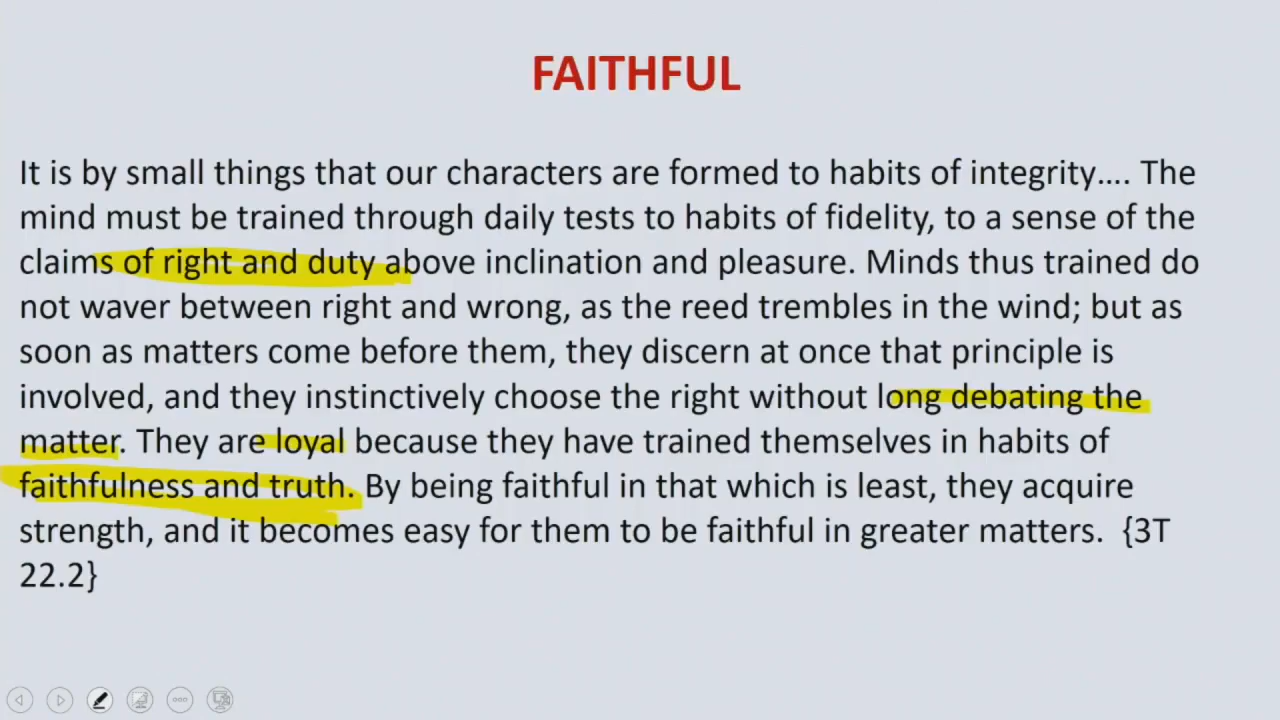 FAITHFUL
It is by small things that our characters are formed to habits of integrity…. The
mind must be trained through daily tests to habits of fidelity, to a sense of the
claims of right and duty above inclination and pleasure. Minds thus trained do
not waver between right and wrong, as the reed trembles in the wind; but as
soon as matters come before them, they discern at once that principle is
involved, and they instinctively choose the right without long debating the
matter. They are loyal because they have trained themselves in habits of
faithfulness and truth. By being faithful in that which is least, they acquire
strength, and it becomes easy for them to be faithful in greater matters.  {3T
22.2}